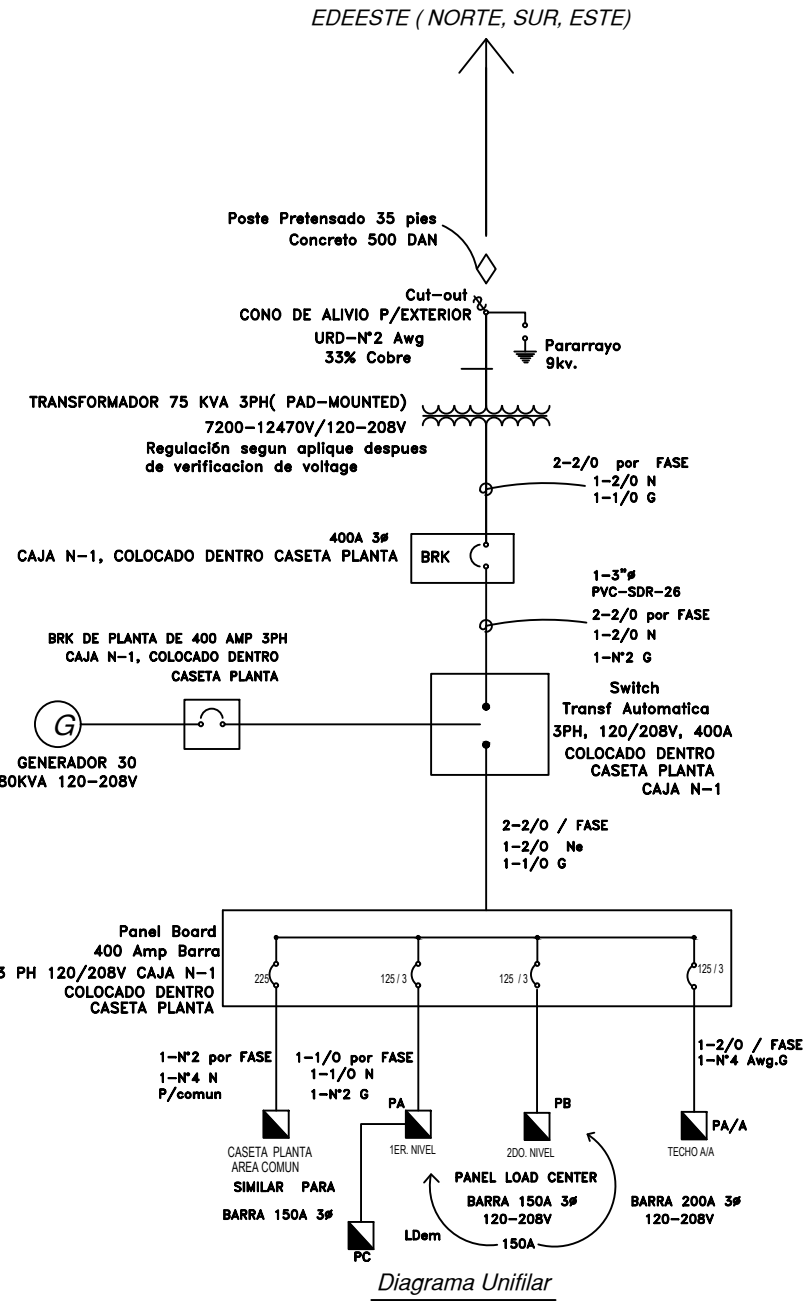 EDEESTE ( NORTE, SUR, ESTE)
Poste Pretensado 35 pies
Concreto 500 DAN
Cut-out
CONO DE ALIVIO P/EXTERIOR
URD-N°2 Awg
33% Cobre
Pararrayo
9kv.
TRANSFORMADOR 75 KVA 3PH( PAD-MOUNTED)
7200-12470V/120-208V
Regulación segun aplique despues
de verificacion de voltage
2-2/0 por FASE
1-2/0 N
1-1/0 G
400A 3ø
CAJA N-1, COLOCADO DENTRO CASETA PLANTA
BRK
1-3"ø
PVC-SDR-26
2-2/0 por FASE
1-2/0 N
1-N°2 G
BRK DE PLANTA DE 400 AMP 3PH
CAJA N-1, COLOCADO DENTRO
CASETA PLANTA
G
GENERADOR 30
80KVA 120-208V
Switch
Transf Automatica
3PH, 120/208V, 400A
COLOCADO DENTRO
CASETA PLANTA
CAJA N-1
2-2/0 / FASE
1-2/0 Ne
1-1/0 G
Panel Board
400 Amp Barra
3 PH 120/208V CAJA N-1
COLOCADO DENTRO
CASETA PLANTA
225
125 / 3
125 / 3
125 / 3
1-N°2 por FASE
1-N°4 N
P/comun
1-1/0 por FASE
1-1/0 N
1-N°2 G
1-2/0 / FASE
1-N°4 Awg.G
PA
PB
PA/A
CASETA PLANTA
AREA COMUN
1ER. NIVEL
2DO. NIVEL
TECHO A/A
SIMILAR PARA
BARRA 150A 3ø
PC
LDem
PANEL LOAD CENTER
BARRA 150A 3ø
120-208V
150A
BARRA 200A 3ø
120-208V
Diagrama Unifilar